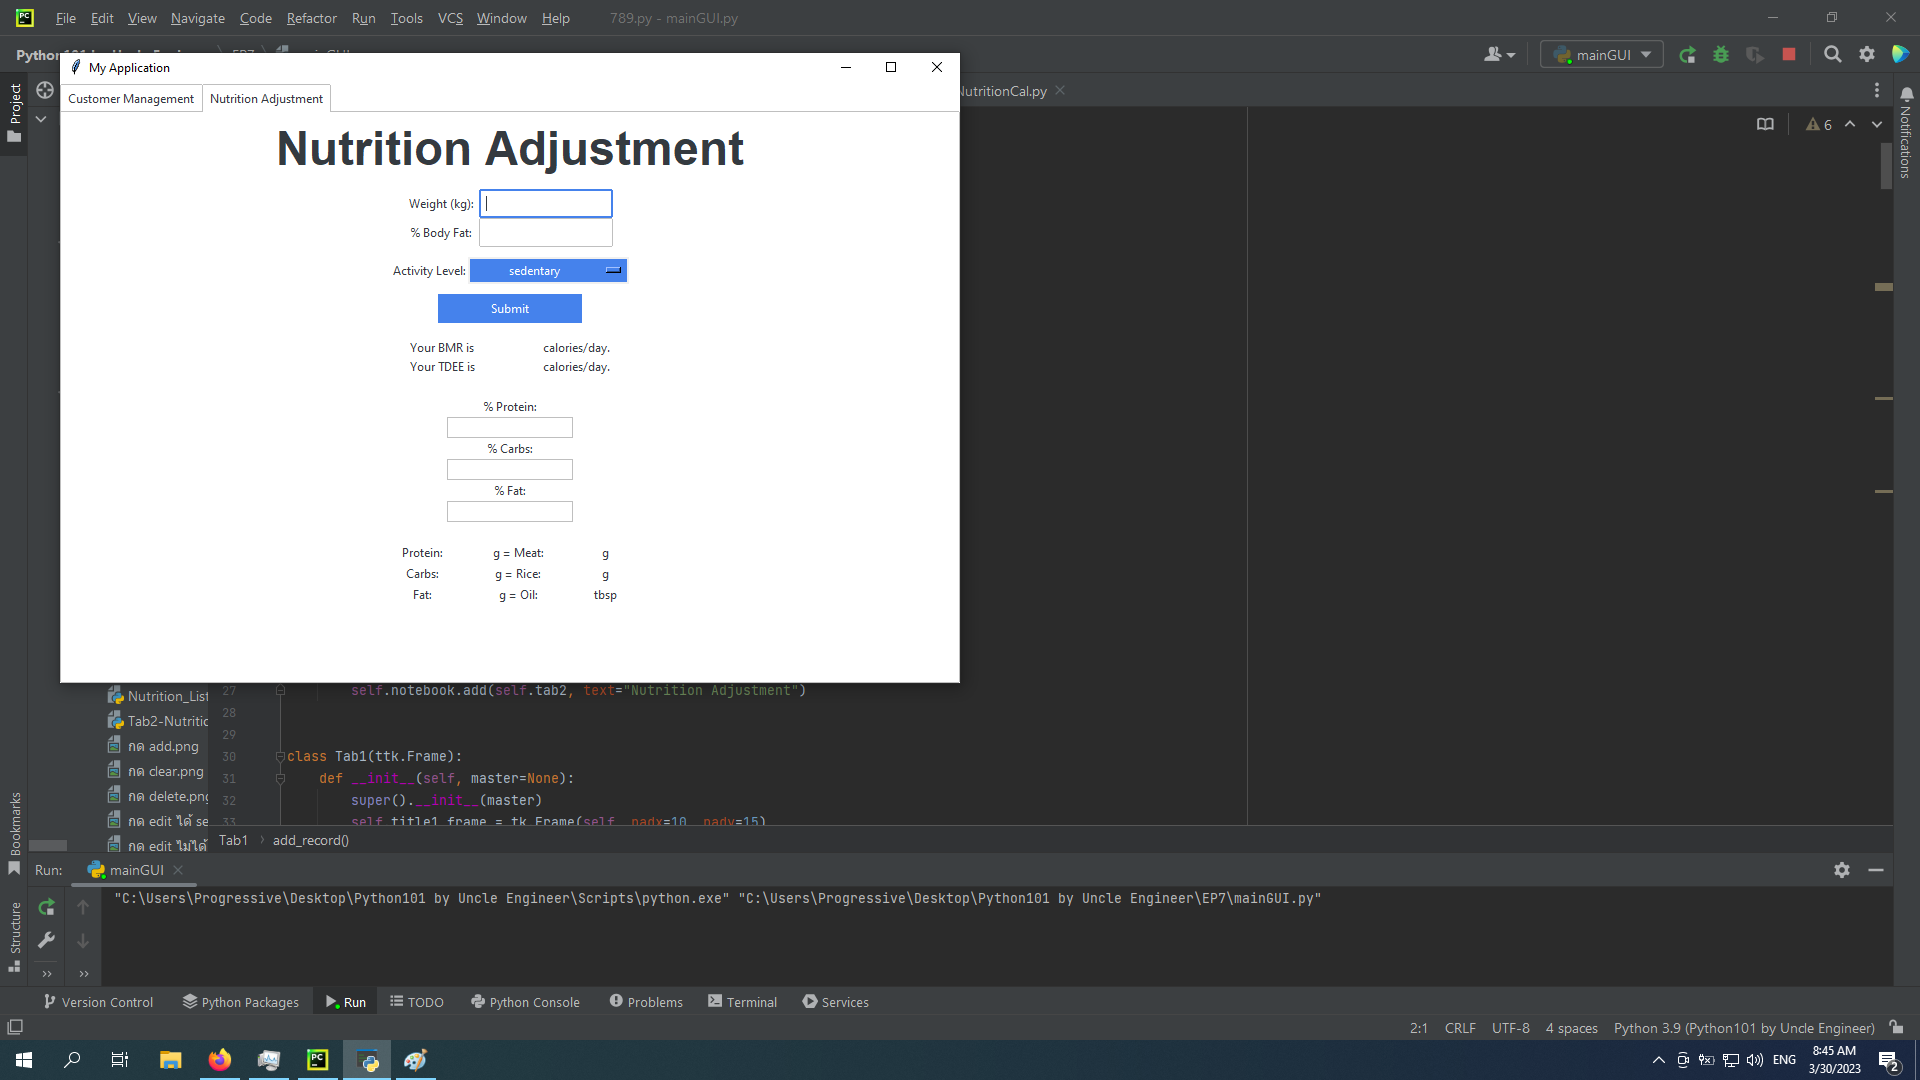 File Edit View Navigate Code Refactor Run Tools VCS Window Help 789.py - mainGUI.py
mainGUI
My Application
NutritionCal.py
Customer Management Nutrition Adjustment
6
Nutrition Adjustment
Weight (kg):
% Body Fat:
Activity Level: sedentary
Submit
Your BMR is calories/day.
Your TDEE is calories/day.
% Protein:
% Carbs:
% Fat:
Protein: g = Meat: g
Carbs: g = Rice: g
Fat: g = Oil: tbsp
Project
Notifications
Bookmarks
Structure
Nutrition_List
Tab2-Nutritio
กด add.png
กด clear.png
กด delete.png
กด edit ได้ se
กด edit ไม่ได้
27 self.notebook.add(self.tab2, text="Nutrition Adjustment")
28
29
30 class Tab1(ttk.Frame):
31 def __init__(self, master=None):
32 super().__init__(master)
33 self.title1_frame = tk.Frame(self, padx=10, pady=15)
Tab1 add_record()
Run: mainGUI
"C:\Users\Progressive\Desktop\Python101 by Uncle Engineer\Scripts\python.exe" "C:\Users\Progressive\Desktop\Python101 by Uncle Engineer\EP7\mainGUI.py"
Version Control Python Packages Run TODO Python Console Problems Terminal Services
2:1 CRLF UTF-8 4 spaces Python 3.9 (Python101 by Uncle Engineer)
ENG 8:45 AM
3/30/2023
2